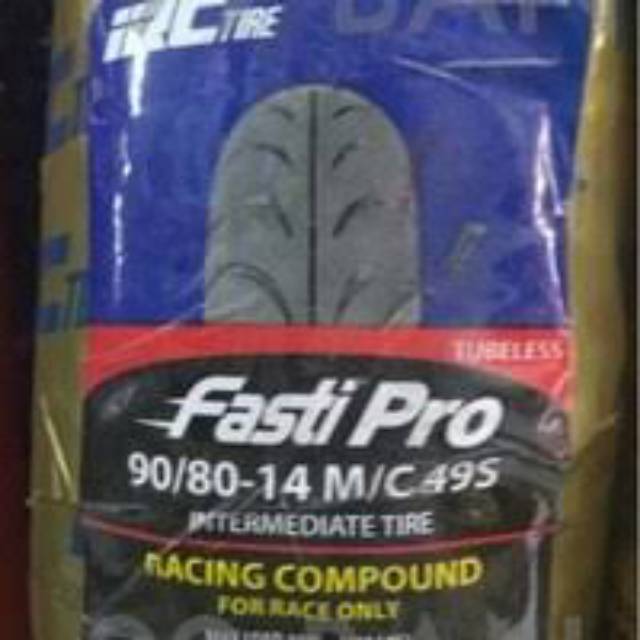 IRC TIRE
TUBELESS
Fasti Pro
90/80-14 M/C 49S
INTERMEDIATE TIRE
RACING COMPOUND
FOR RACE ONLY